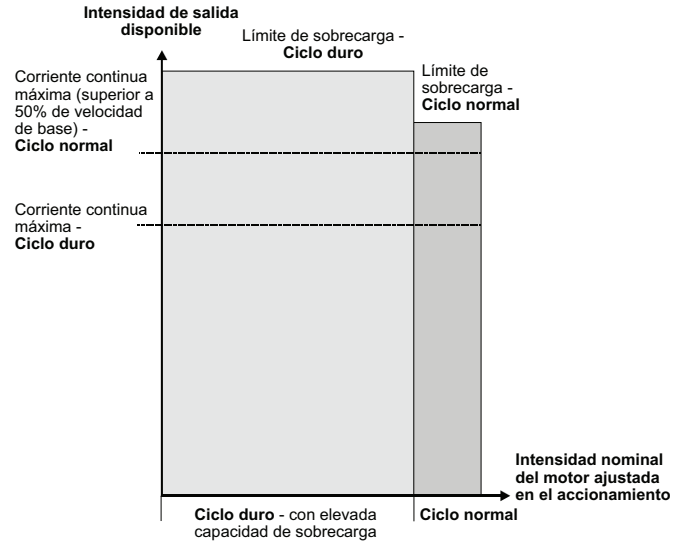 Intensidad de salida
disponible
Límite de sobrecarga -
Ciclo duro
Corriente continua
máxima (superior a
50% de velocidad
de base) -
Ciclo normal
Límite de
sobrecarga -
Ciclo normal
Corriente continua
máxima -
Ciclo duro
Intensidad nominal
del motor ajustada
en el accionamiento
Ciclo duro - con elevada
capacidad de sobrecarga
Ciclo normal